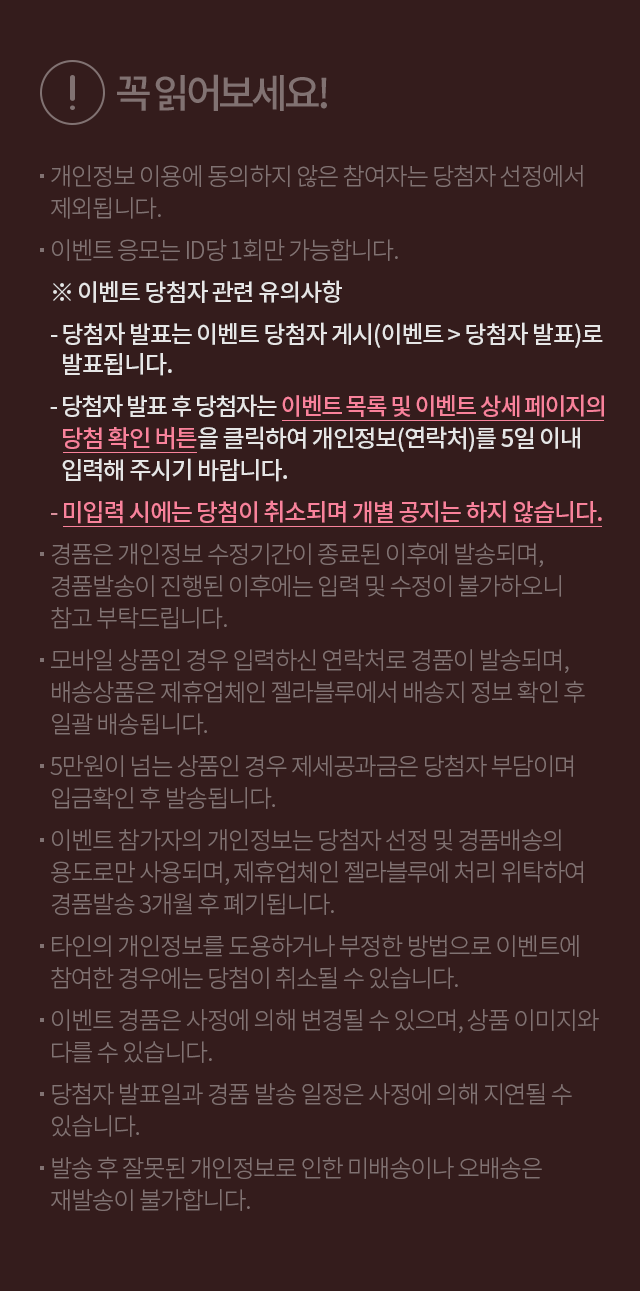 꼭 읽어보세요!
· 개인정보 이용에 동의하지 않은 참여자는 당첨자 선정에서
제외됩니다.
· 이벤트 응모는 ID당 1회만 가능합니다.
※ 이벤트 당첨자 관련 유의사항
- 당첨자 발표는 이벤트 당첨자 게시(이벤트 > 당첨자 발표)로
발표됩니다.
- 당첨자 발표 후 당첨자는 이벤트 목록 및 이벤트 상세 페이지의
당첨 확인 버튼을 클릭하여 개인정보(연락처)를 5일 이내
입력해 주시기 바랍니다.
- 미입력 시에는 당첨이 취소되며 개별 공지는 하지 않습니다.
· 경품은 개인정보 수정기간이 종료된 이후에 발송되며,
경품발송이 진행된 이후에는 입력 및 수정이 불가하오니
참고 부탁드립니다.
· 모바일 상품인 경우 입력하신 연락처로 경품이 발송되며,
배송상품은 제휴업체인 젤라블루에서 배송지 정보 확인 후
일괄 배송됩니다.
· 5만원이 넘는 상품인 경우 제세공과금은 당첨자 부담이며
입금확인 후 발송됩니다.
· 이벤트 참가자의 개인정보는 당첨자 선정 및 경품배송의
용도로만 사용되며, 제휴업체인 젤라블루에 처리 위탁하여
경품발송 3개월 후 폐기됩니다.
· 타인의 개인정보를 도용하거나 부정한 방법으로 이벤트에
참여한 경우에는 당첨이 취소될 수 있습니다.
· 이벤트 경품은 사정에 의해 변경될 수 있으며, 상품 이미지와
다를 수 있습니다.
· 당첨자 발표일과 경품 발송 일정은 사정에 의해 지연될 수
있습니다.
· 발송 후 잘못된 개인정보로 인한 미배송이나 오배송은
재발송이 불가합니다.